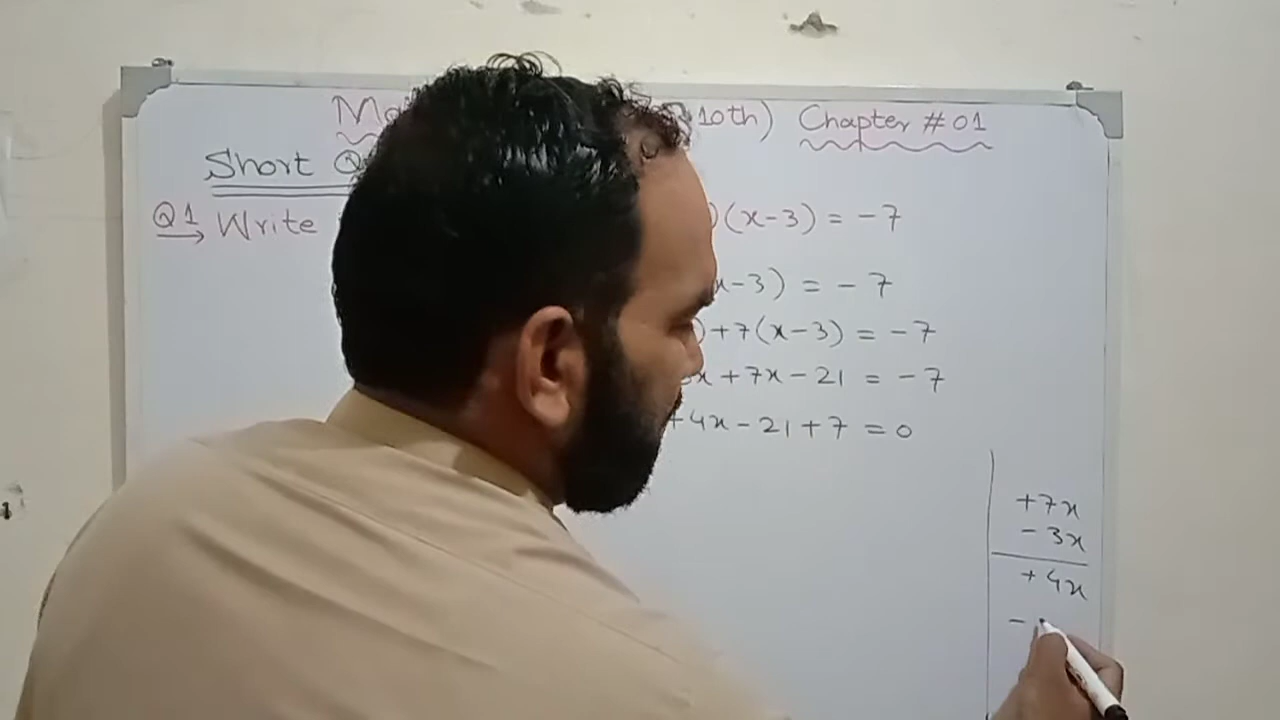 10th) Chapter # 01
Short
Q1 Write )(x-3) = -7
x-3) = -7
)+7(x-3) = -7
3x+7x-21 = -7
+4x-21+7 = 0
+7x
-3x
+4x
-